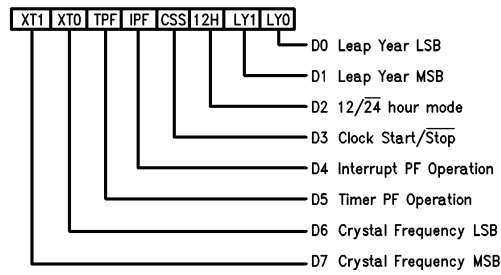 XT1 XT0 TPF IPF CSS 12H LY1 LY0
D0 Leap Year LSB
D1 Leap Year MSB
D2 12/2̅4̅ hour mode
D3 Clock Start/S̅t̅o̅p̅
D4 Interrupt PF Operation
D5 Timer PF Operation
D6 Crystal Frequency LSB
D7 Crystal Frequency MSB